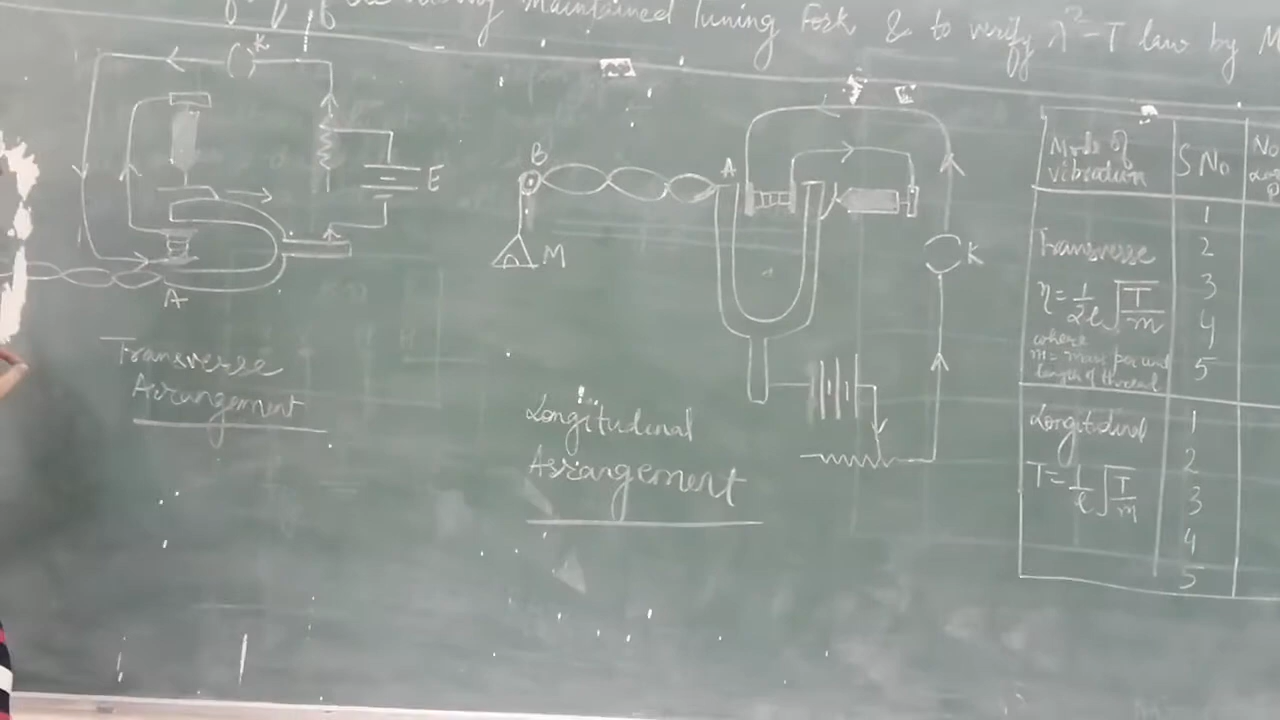 maintained Tuning Fork & to verify λ²-T law by M
K
E
A
Transverse
Arrangement
B
A
M
K
Longitudinal
Arrangement
Mode of
vibration
S No
No
Transverse
η = 1/2l √T/m
where
m = mass per unit
length of thread
1
2
3
4
5
Longitudinal
T = 1/l √T/m
1
2
3
4
5